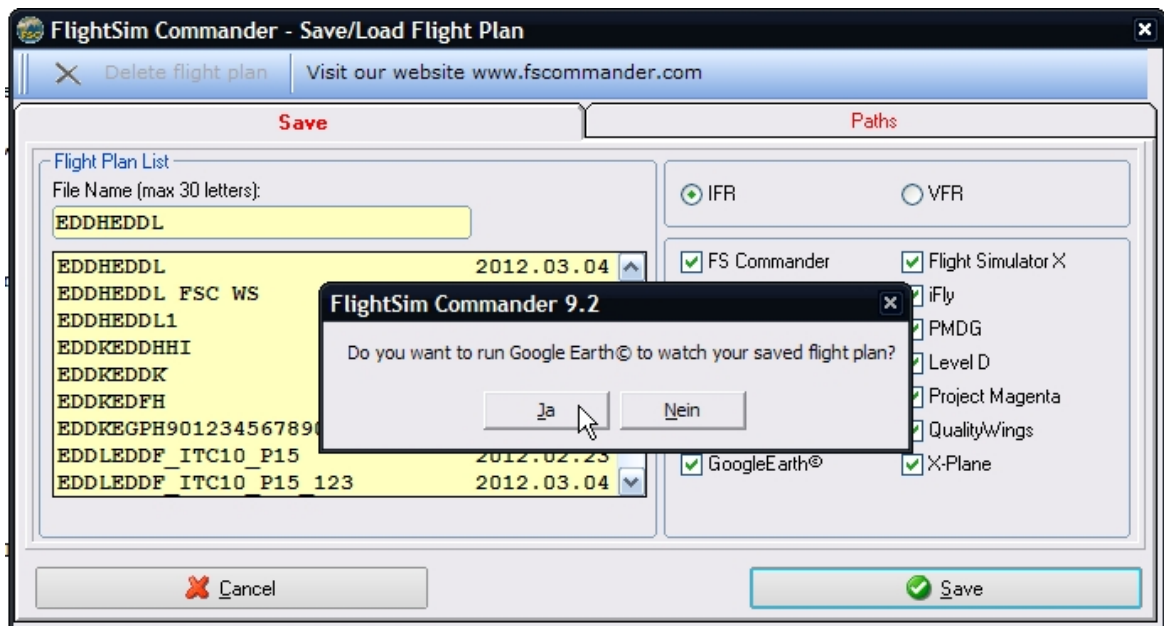 FlightSim Commander - Save/Load Flight Plan
Delete flight plan
Visit our website www.fscommander.com
Save
Paths
Flight Plan List
File Name (max 30 letters):
EDDHEDDL
EDDHEDDL 2012.03.04
EDDHEDDL FSC WS
EDDHEDDL1
EDDKEDDHHI
EDDKEDDK
EDDKEDFH
EDDKEGPH901234567890
EDDLEDDF_ITC10_P15 2012.02.23
EDDLEDDF_ITC10_P15_123 2012.03.04
IFR
VFR
FS Commander
Flight Simulator X
iFly
PMDG
Level D
Project Magenta
QualityWings
GoogleEarth©
X-Plane
FlightSim Commander 9.2
Do you want to run Google Earth© to watch your saved flight plan?
Ja
Nein
Cancel
Save